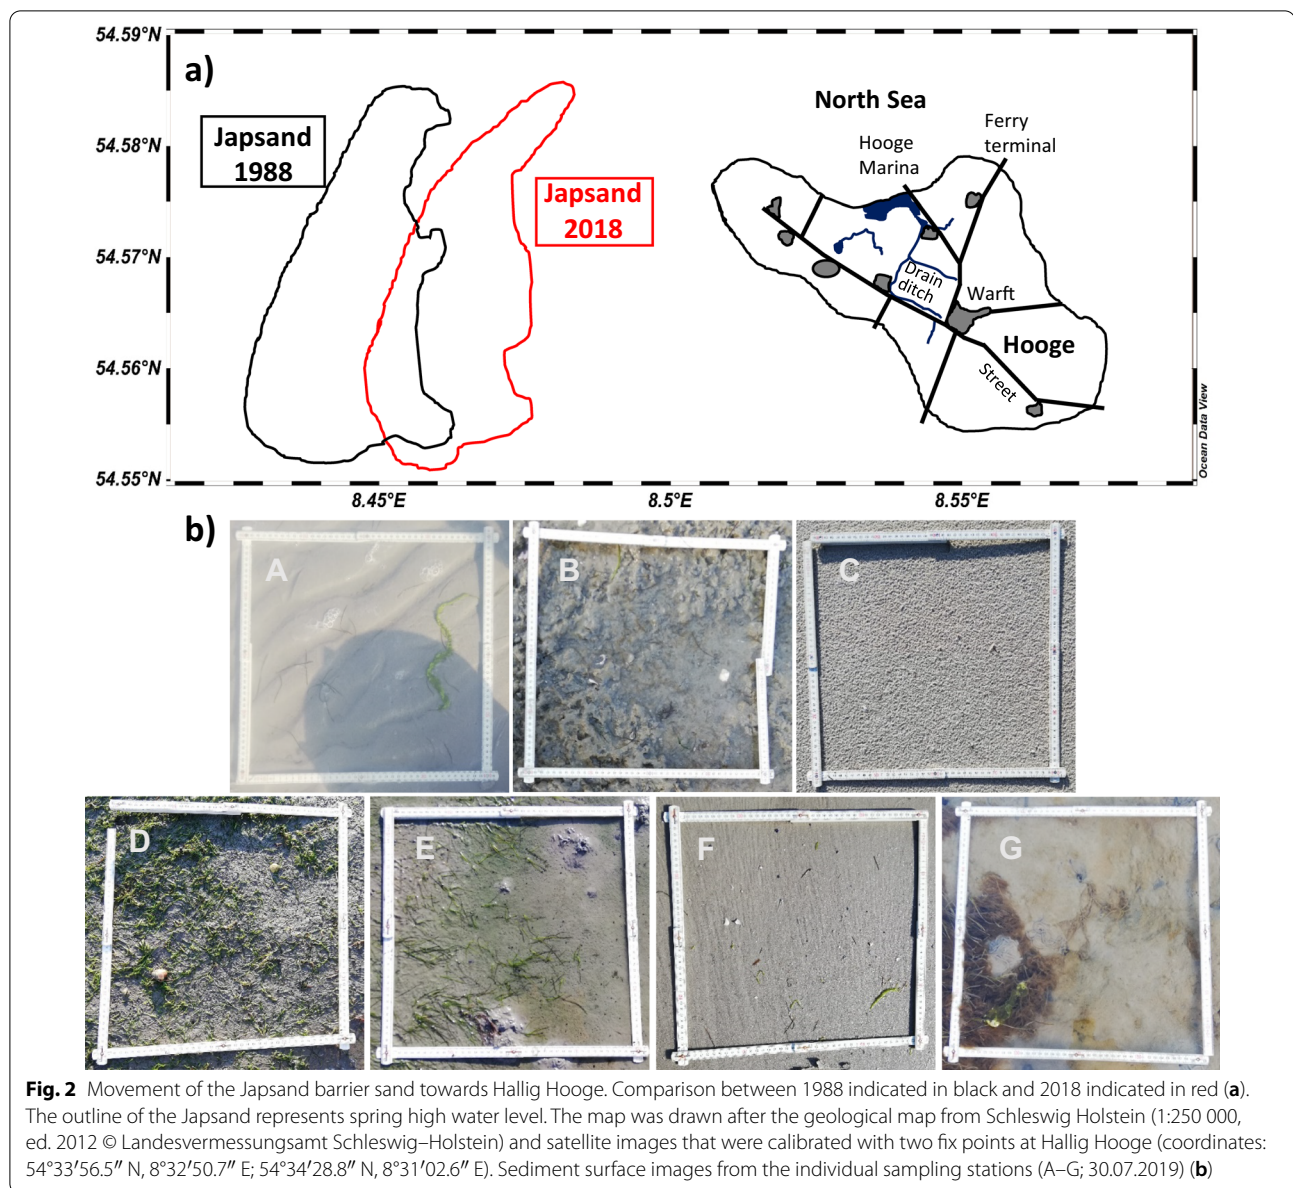 54.59°N
a)
North Sea
Japsand
1988
54.58°N
Ferry
terminal
Hooge
Marina
Japsand
2018
54.57°N
Drain
ditch
Warft
Hooge
54.56°N
Street
54.55°N
Ocean Data View
8.45°E
8.5°E
8.55°E
b)
A
B
C
D
E
F
G
Fig. 2 Movement of the Japsand barrier sand towards Hallig Hooge. Comparison between 1988 indicated in black and 2018 indicated in red (a).
The outline of the Japsand represents spring high water level. The map was drawn after the geological map from Schleswig Holstein (1:250 000,
ed. 2012 © Landesvermessungsamt Schleswig–Holstein) and satellite images that were calibrated with two fix points at Hallig Hooge (coordinates:
54°33′56.5″ N, 8°32′50.7″ E; 54°34′28.8″ N, 8°31′02.6″ E). Sediment surface images from the individual sampling stations (A–G; 30.07.2019) (b)